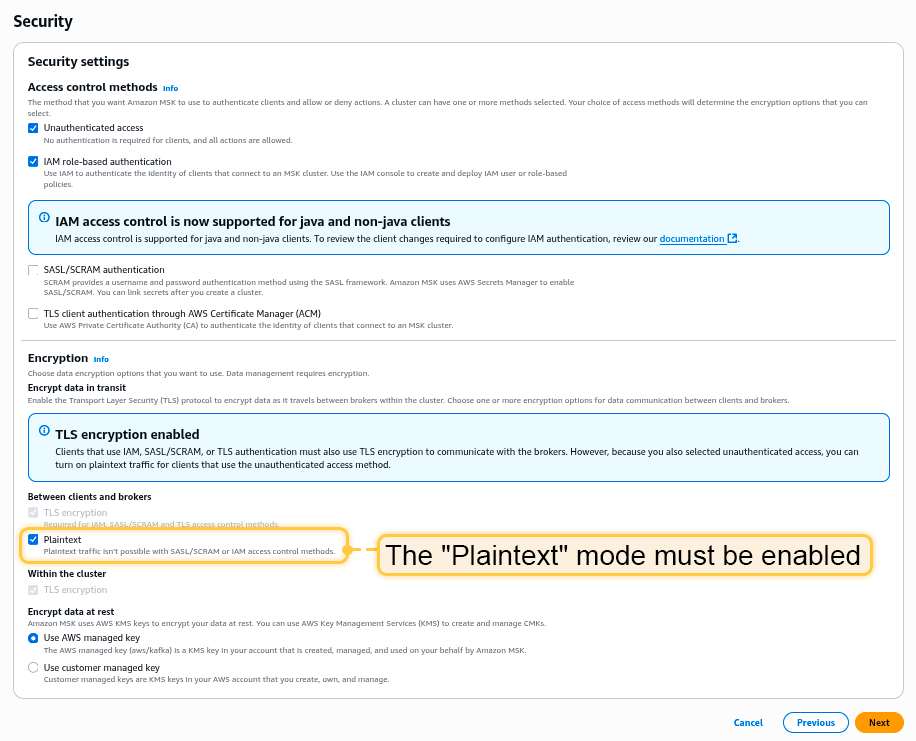 Security
Security settings
Access control methods Info
The method that you want Amazon MSK to use to authenticate clients and allow or deny actions. A cluster can have one or more methods selected. Your choice of access methods will determine the encryption options that you can
select.
Unauthenticated access
No authentication is required for clients, and all actions are allowed.
IAM role-based authentication
Use IAM to authenticate the identity of clients that connect to an MSK cluster. Use the IAM console to create and deploy IAM user or role-based
policies.
IAM access control is now supported for java and non-java clients
IAM access control is supported for java and non-java clients. To review the client changes required to configure IAM authentication, review our documentation.
SASL/SCRAM authentication
SCRAM provides a username and password authentication method using the SASL framework. Amazon MSK uses AWS Secrets Manager to enable
SASL/SCRAM. You can link secrets after you create a cluster.
TLS client authentication through AWS Certificate Manager (ACM)
Use AWS Private Certificate Authority (CA) to authenticate the identity of clients that connect to an MSK cluster.
Encryption Info
Choose data encryption options that you want to use. Data management requires encryption.
Encrypt data in transit
Enable the Transport Layer Security (TLS) protocol to encrypt data as it travels between brokers within the cluster. Choose one or more encryption options for data communication between clients and brokers.
TLS encryption enabled
Clients that use IAM, SASL/SCRAM, or TLS authentication must also use TLS encryption to communicate with the brokers. However, because you also selected unauthenticated access, you can
turn on plaintext traffic for clients that use the unauthenticated access method.
Between clients and brokers
TLS encryption
Required for IAM, SASL/SCRAM and TLS access control methods.
Plaintext
Plaintext traffic isn't possible with SASL/SCRAM or IAM access control methods.
The "Plaintext" mode must be enabled
Within the cluster
TLS encryption
Encrypt data at rest
Amazon MSK uses AWS KMS keys to encrypt your data at rest. You can use AWS Key Management Services (KMS) to create and manage CMKs.
Use AWS managed key
The AWS managed key (aws/kafka) is a KMS key in your account that is created, managed, and used on your behalf by Amazon MSK.
Use customer managed key
Customer managed keys are KMS keys in your AWS account that you create, own, and manage.
Cancel Previous Next